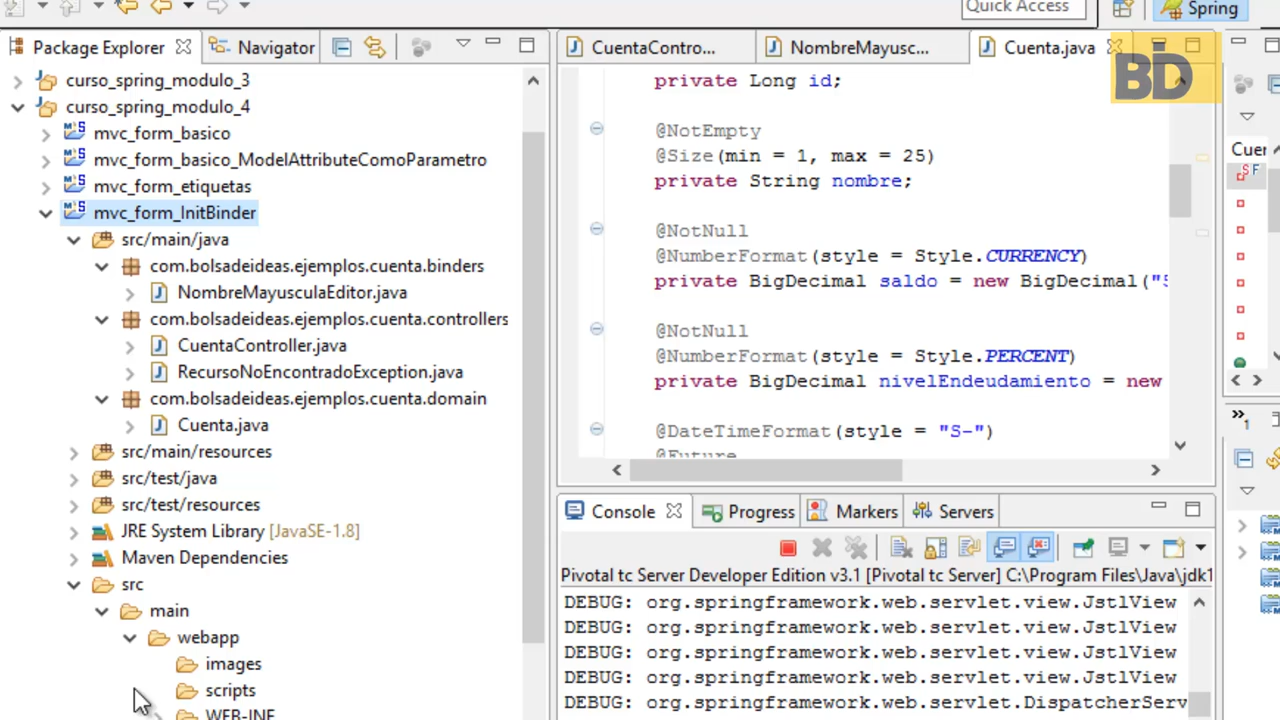 Quick Access
Spring
Package Explorer
Navigator
CuentaContro...
NombreMayusc...
Cuenta.java
BD
curso_spring_modulo_3
curso_spring_modulo_4
mvc_form_basico
mvc_form_basico_ModelAttributeComoParametro
mvc_form_etiquetas
mvc_form_InitBinder
src/main/java
com.bolsadeideas.ejemplos.cuenta.binders
NombreMayusculaEditor.java
com.bolsadeideas.ejemplos.cuenta.controllers
CuentaController.java
RecursoNoEncontradoException.java
com.bolsadeideas.ejemplos.cuenta.domain
Cuenta.java
src/main/resources
src/test/java
src/test/resources
JRE System Library [JavaSE-1.8]
Maven Dependencies
src
main
webapp
images
scripts
WEB-INF
private Long id;
@NotEmpty
@Size(min = 1, max = 25)
private String nombre;
@NotNull
@NumberFormat(style = Style.CURRENCY)
private BigDecimal saldo = new BigDecimal("5
@NotNull
@NumberFormat(style = Style.PERCENT)
private BigDecimal nivelEndeudamiento = new
@DateTimeFormat(style = "S-")
@Future
Cuer
Console
Progress
Markers
Servers
Pivotal tc Server Developer Edition v3.1 [Pivotal tc Server] C:\Program Files\Java\jdk1
DEBUG: org.springframework.web.servlet.view.JstlView
DEBUG: org.springframework.web.servlet.view.JstlView
DEBUG: org.springframework.web.servlet.view.JstlView
DEBUG: org.springframework.web.servlet.view.JstlView
DEBUG: org.springframework.web.servlet.DispatcherServ